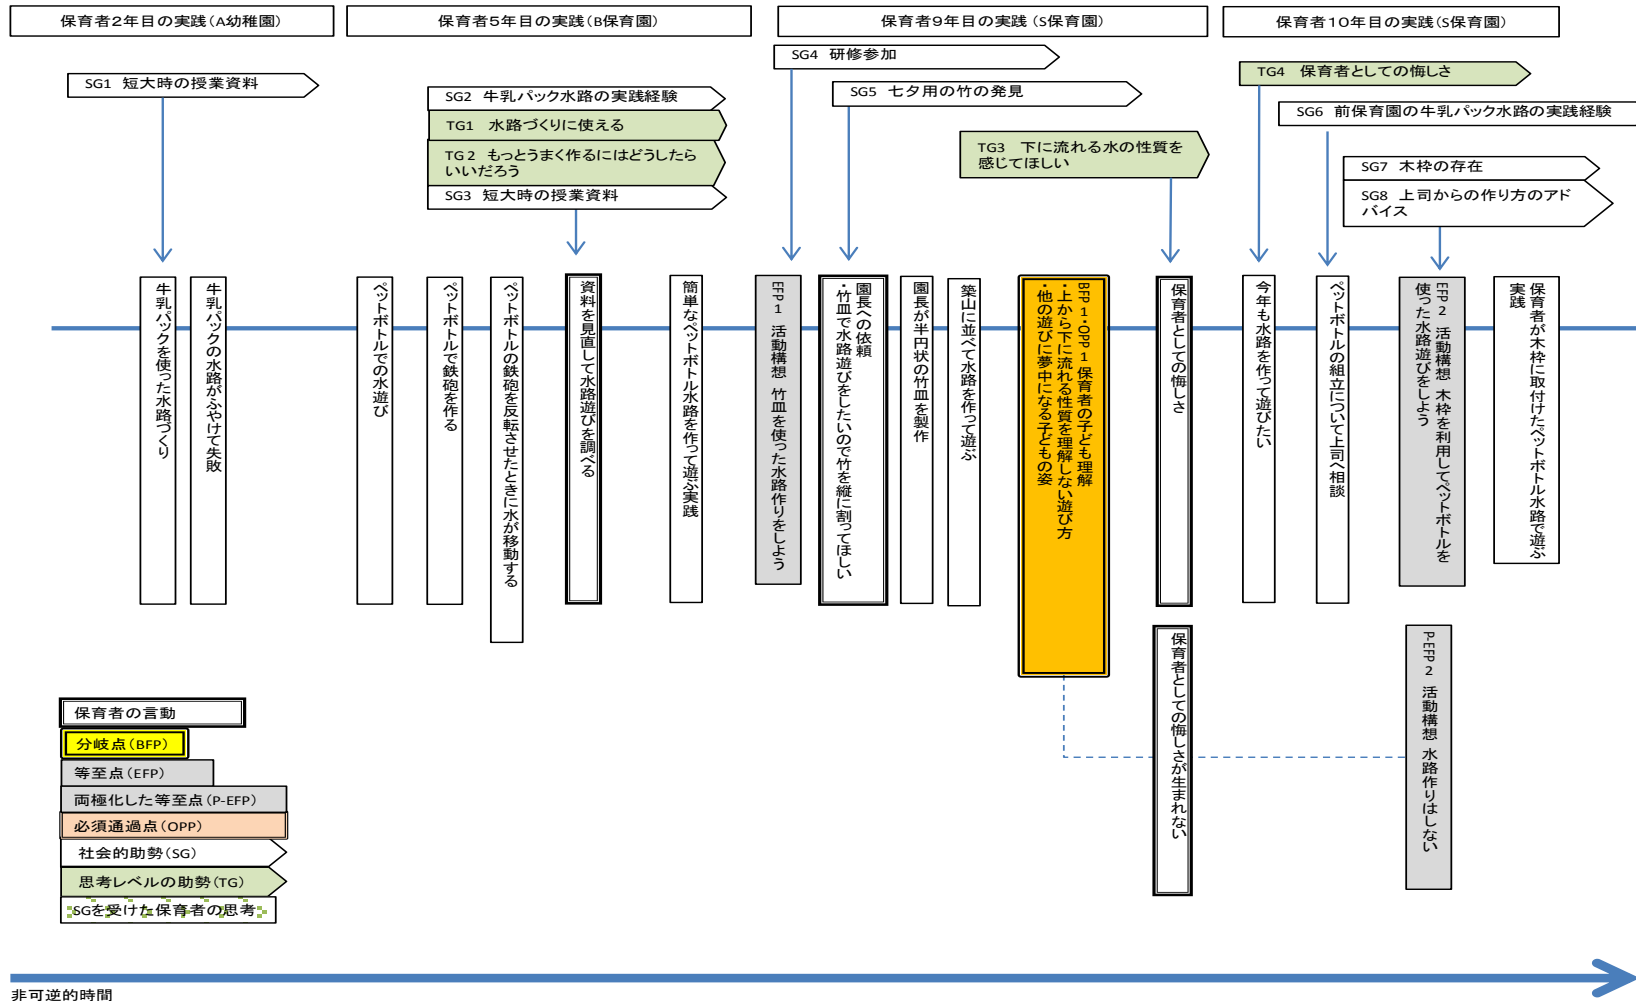 保育者2年目の実践(A幼稚園)
保育者5年目の実践(B保育園)
保育者9年目の実践(S保育園)
保育者10年目の実践(S保育園)
SG1 短大時の授業資料
SG2 牛乳パック水路の実践経験
TG1 水路づくりに使える
TG2 もっとうまく作るにはどうしたら
いいだろう
SG3 短大時の授業資料
SG4 研修参加
SG5 七夕用の竹の発見
TG3 下に流れる水の性質を
感じてほしい
TG4 保育者としての悔しさ
SG6 前保育園の牛乳パック水路の実践経験
SG7 木枠の存在
SG8 上司からの作り方のアド
バイス
牛乳パックを使った水路づくり
牛乳パックの水路がふやけて失敗
ペットボトルでの水遊び
ペットボトルで鉄砲を作る
ペットボトルの鉄砲を反転させたときに水が移動する
資料を見直して水路遊びを調べる
簡単なペットボトル水路を作って遊ぶ実践
EFP1 活動構想 竹皿を使った水路作りをしよう
園長への依頼
・竹皿で水路遊びをしたいので竹を縦に割ってほしい
園長が半円状の竹皿を製作
築山に並べて水路を作って遊ぶ
BFP1・OPP1 保育者の子ども理解
・上から下に流れる性質を理解しない遊び方
・他の遊びに夢中になる子どもの姿
保育者としての悔しさ
今年も水路を作って遊びたい
ペットボトルの組立について上司へ相談
EFP2 活動構想 木枠を利用してペットボトルを
使った水路遊びをしよう
保育者が木枠に取付けたペットボトル水路で遊ぶ
実践
保育者としての悔しさが生まれない
P-EFP2 活動構想 水路作りはしない
保育者の言動
分岐点(BFP)
等至点(EFP)
両極化した等至点(P-EFP)
必須通過点(OPP)
社会的助勢(SG)
思考レベルの助勢(TG)
SGを受けた保育者の思考
非可逆的時間